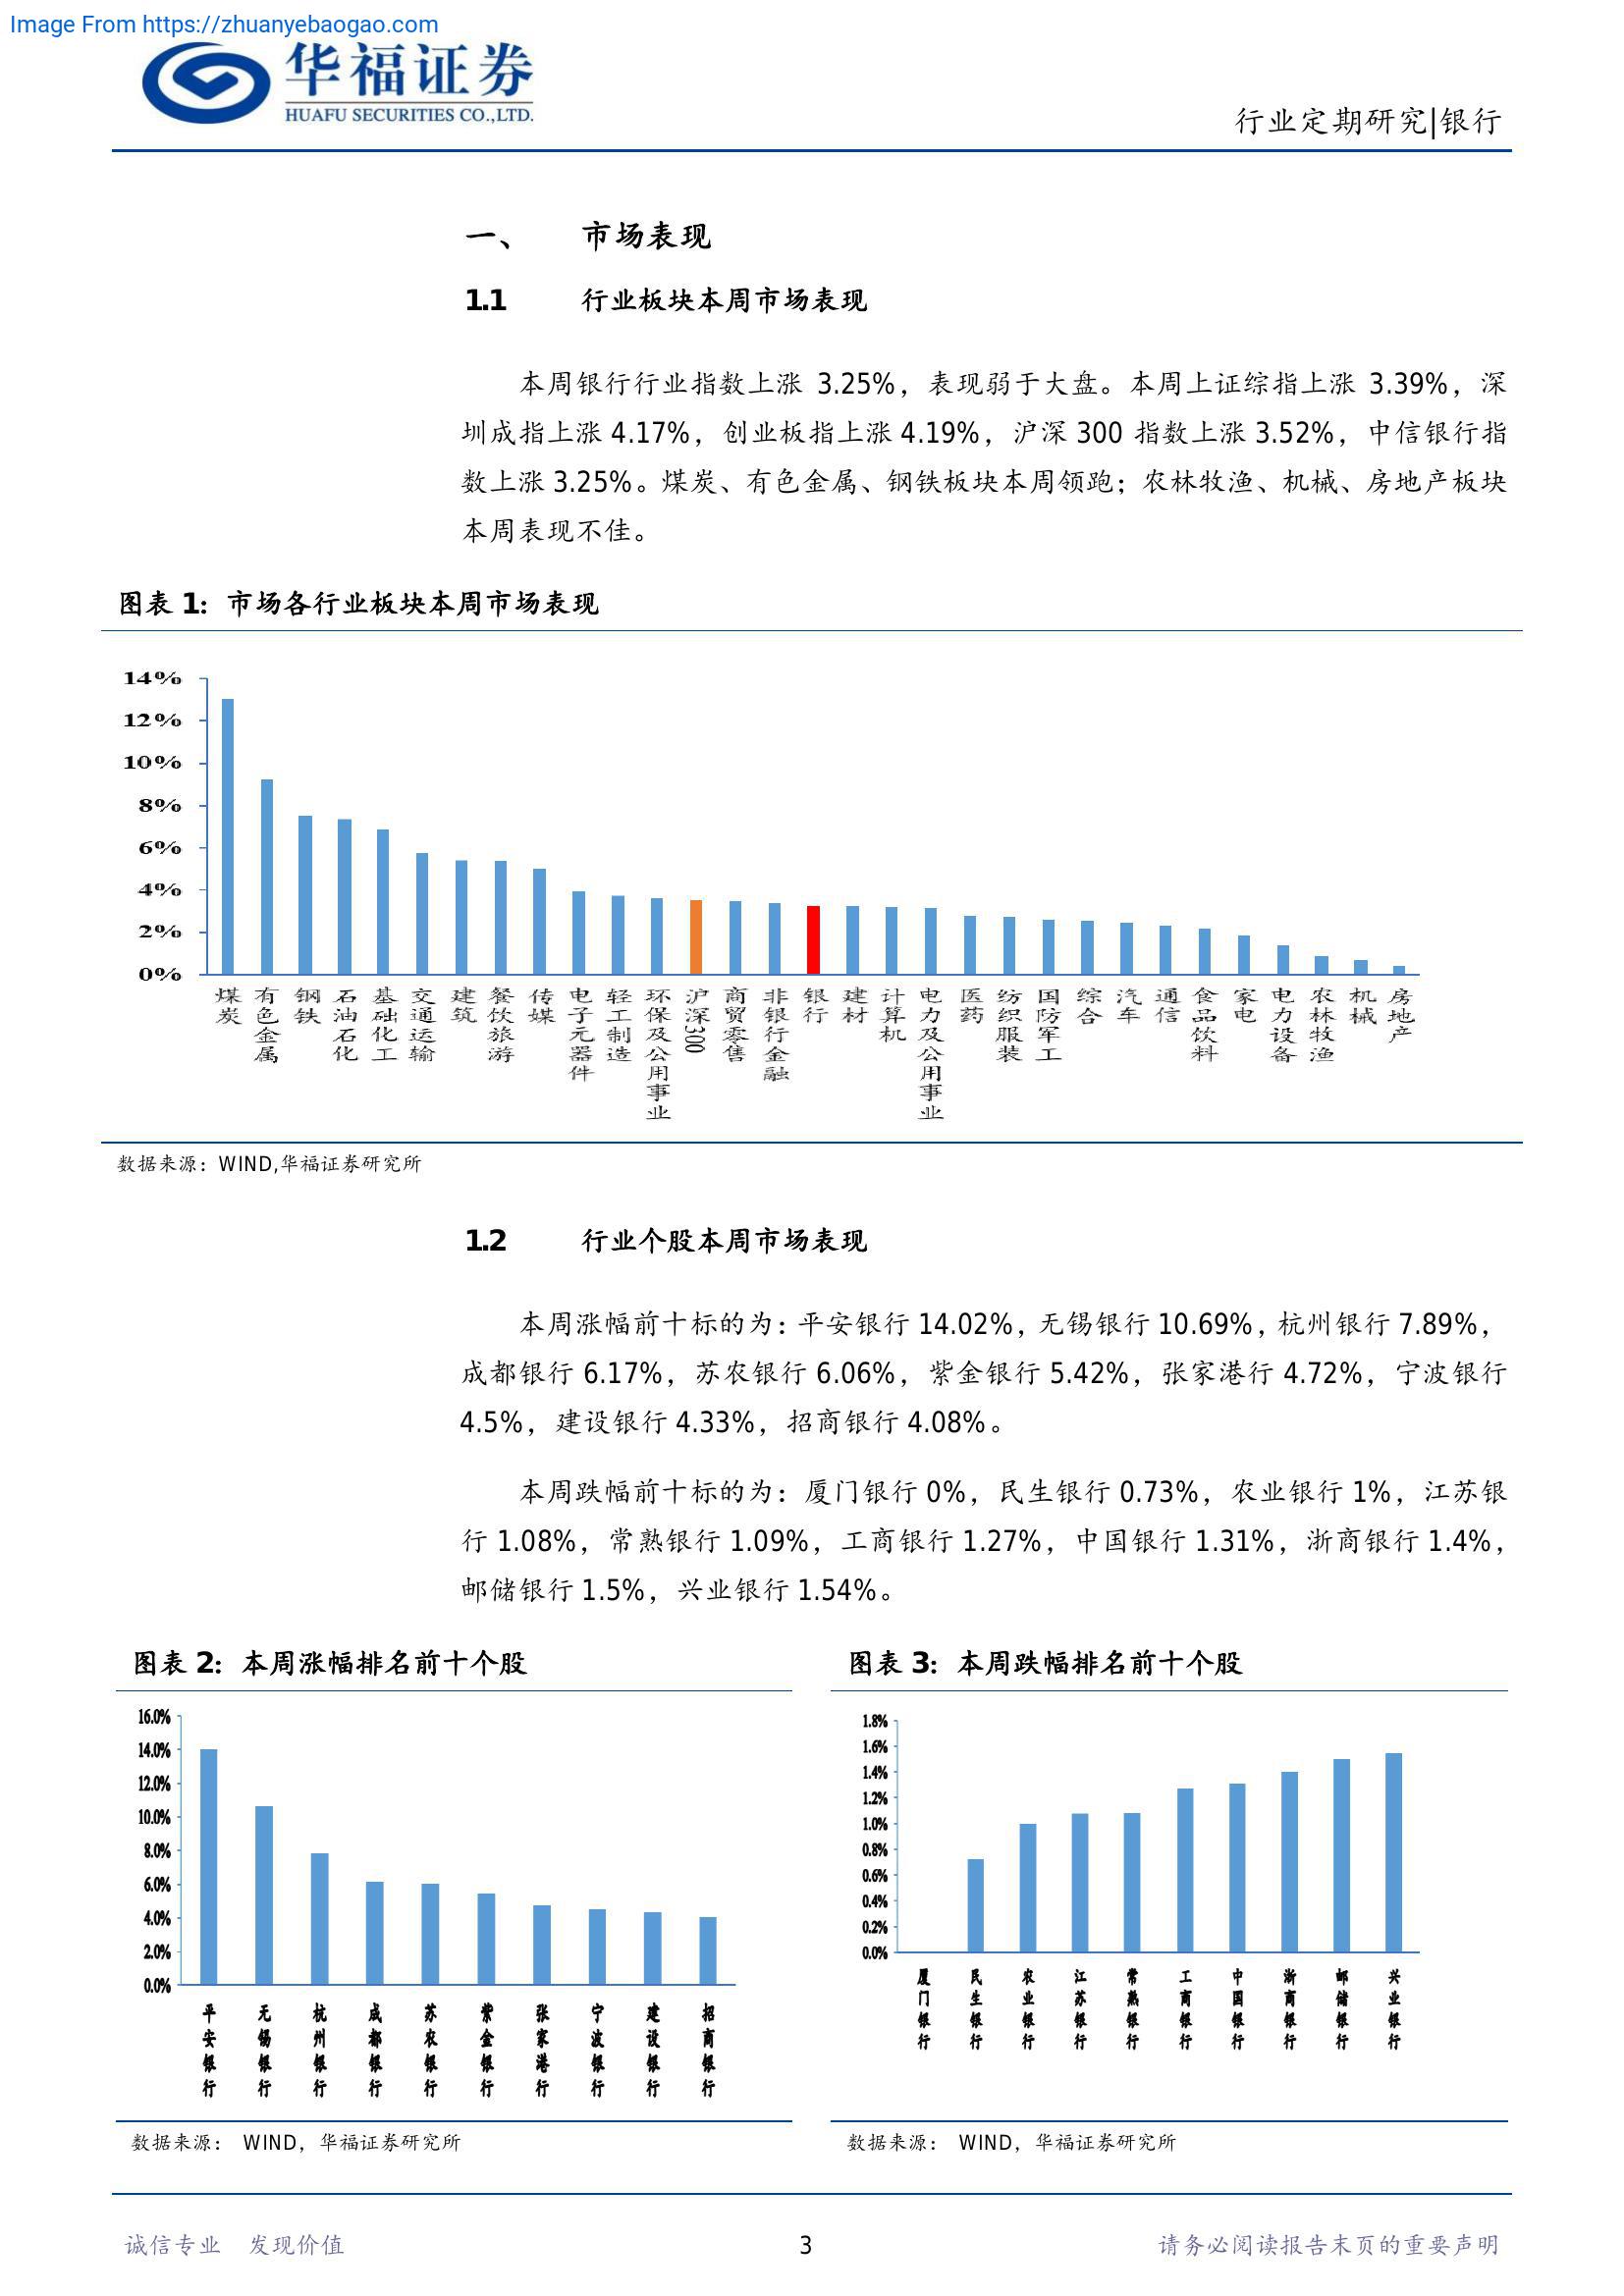 Image From https://zhuanyebaogao.com
华福证券
HUAFU SECURITIES CO.,LTD.
行业定期研究|银行
一、 市场表现
1.1 行业板块本周市场表现
本周银行行业指数上涨 3.25%，表现弱于大盘。本周上证综指上涨 3.39%，深
圳成指上涨 4.17%，创业板指上涨 4.19%，沪深 300 指数上涨 3.52%，中信银行指
数上涨 3.25%。煤炭、有色金属、钢铁板块本周领跑；农林牧渔、机械、房地产板块
本周表现不佳。
图表 1：市场各行业板块本周市场表现
14%
12%
10%
8%
6%
4%
2%
0%
煤炭
有色金属
钢铁
石油石化
基础化工
交通运输
建筑
餐饮旅游
传媒
电子元器件
轻工制造
环保及公用事业
沪深300
商贸零售
非银行金融
银行
建材
计算机
电力及公用事业
医药
纺织服装
国防军工
综合
汽车
通信
食品饮料
家电
电力设备
农林牧渔
机械
房地产
数据来源：WIND,华福证券研究所
1.2 行业个股本周市场表现
本周涨幅前十标的为：平安银行 14.02%，无锡银行 10.69%，杭州银行 7.89%，
成都银行 6.17%，苏农银行 6.06%，紫金银行 5.42%，张家港行 4.72%，宁波银行
4.5%，建设银行 4.33%，招商银行 4.08%。
本周跌幅前十标的为：厦门银行 0%，民生银行 0.73%，农业银行 1%，江苏银
行 1.08%，常熟银行 1.09%，工商银行 1.27%，中国银行 1.31%，浙商银行 1.4%，
邮储银行 1.5%，兴业银行 1.54%。
图表 2：本周涨幅排名前十个股
16.0%
14.0%
12.0%
10.0%
8.0%
6.0%
4.0%
2.0%
0.0%
平安银行
无锡银行
杭州银行
成都银行
苏农银行
紫金银行
张家港行
宁波银行
建设银行
招商银行
数据来源： WIND，华福证券研究所
图表 3：本周跌幅排名前十个股
1.8%
1.6%
1.4%
1.2%
1.0%
0.8%
0.6%
0.4%
0.2%
0.0%
厦门银行
民生银行
农业银行
江苏银行
常熟银行
工商银行
中国银行
浙商银行
邮储银行
兴业银行
数据来源： WIND，华福证券研究所
诚信专业 发现价值
3
请务必阅读报告末页的重要声明